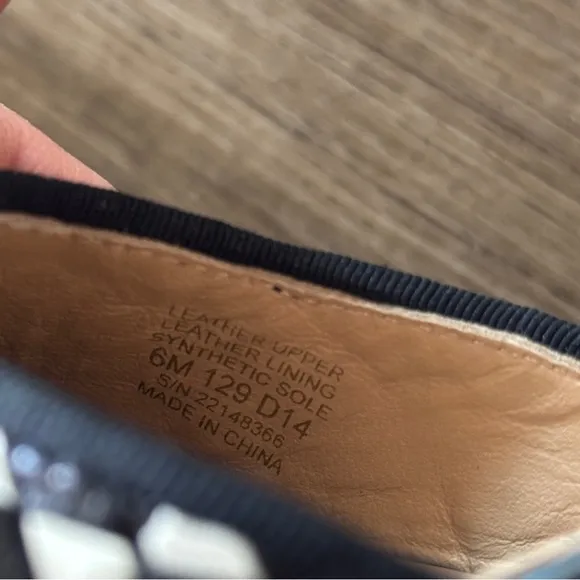 LEATHER UPPER
LEATHER LINING
SYNTHETIC SOLE
6M 129 D14
S/N 22148366
MADE IN CHINA